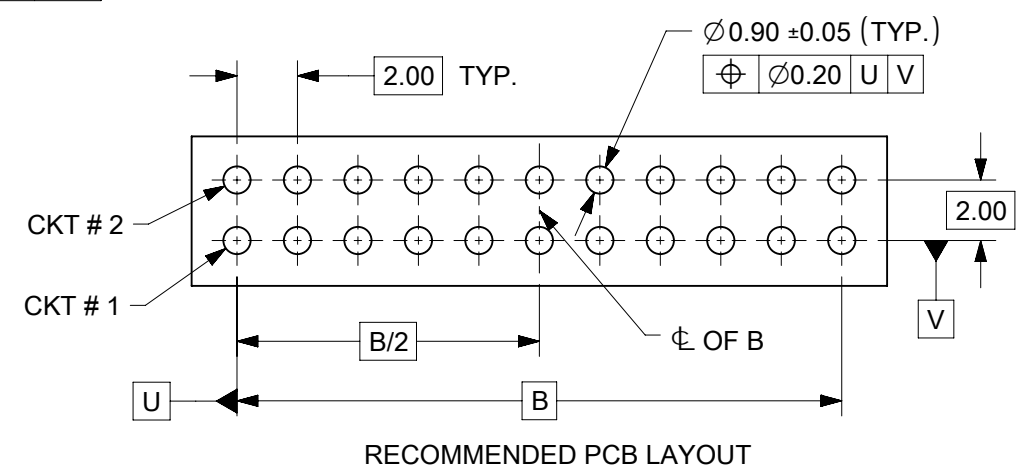 ∅0.90 ±0.05 (TYP.)
⌖ ∅0.20 U V
2.00 TYP.
CKT # 2
2.00
CKT # 1
V
B/2
℄ OF B
U
B
RECOMMENDED PCB LAYOUT